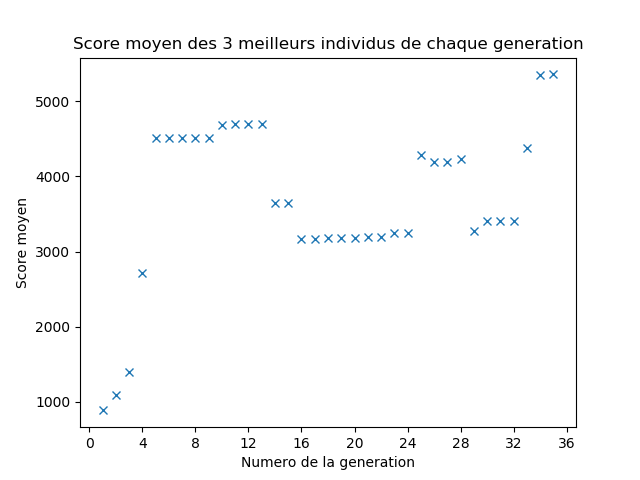 Score moyen des 3 meilleurs individus de chaque generation
5000
4000
3000
2000
1000
Score moyen
0 4 8 12 16 20 24 28 32 36
Numero de la generation